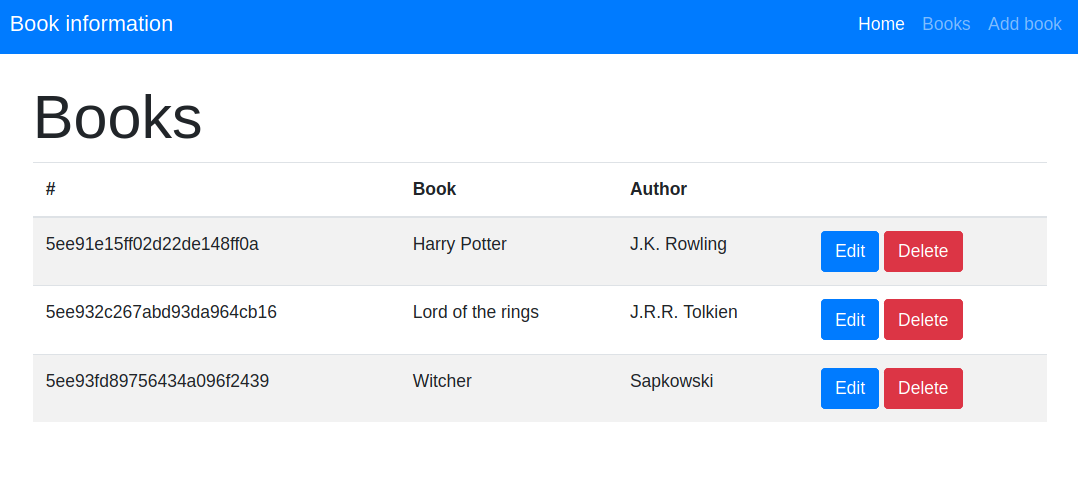 Book information Home Books Add book
Books
# Book Author
5ee91e15ff02d22de148ff0a Harry Potter J.K. Rowling Edit Delete
5ee932c267abd93da964cb16 Lord of the rings J.R.R. Tolkien Edit Delete
5ee93fd89756434a096f2439 Witcher Sapkowski Edit Delete